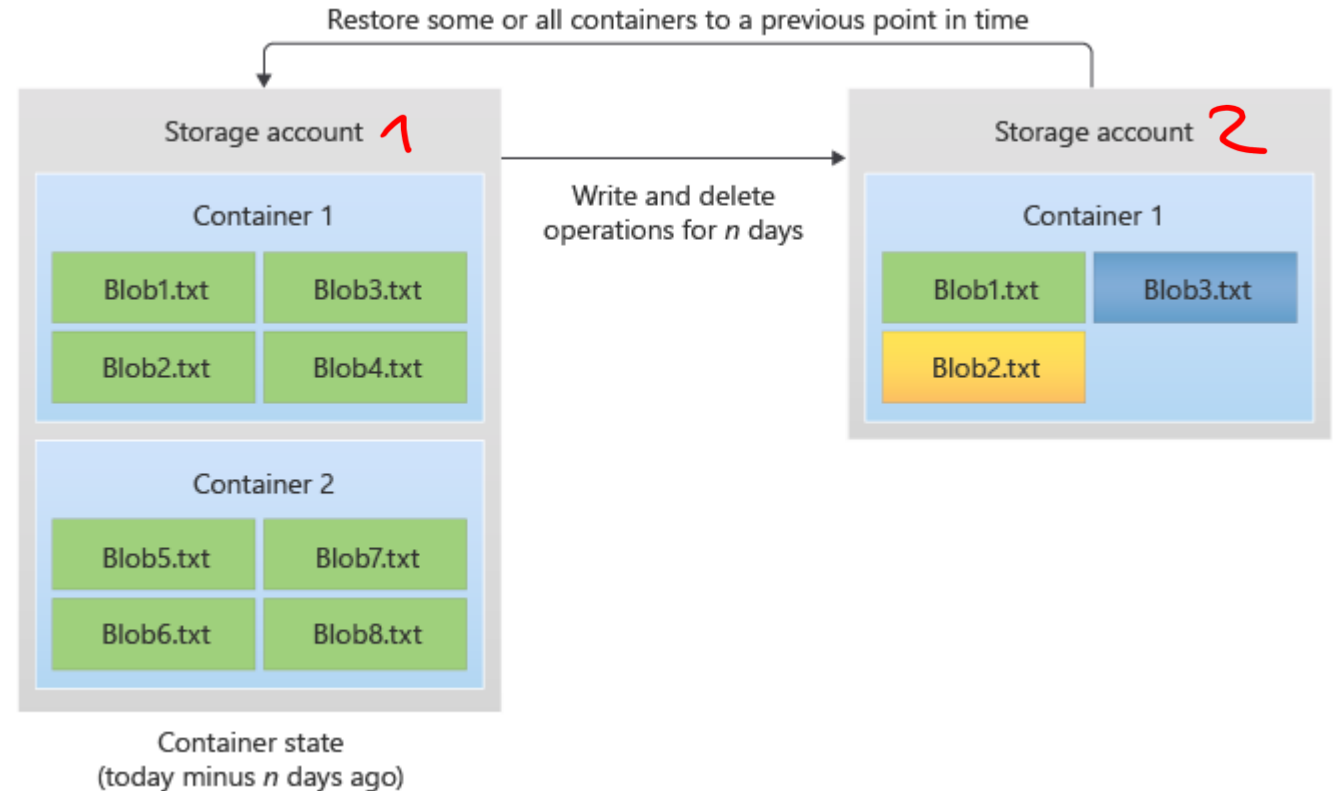 Restore some or all containers to a previous point in time
Storage account 1
Container 1
Blob1.txt Blob3.txt
Blob2.txt Blob4.txt
Container 2
Blob5.txt Blob7.txt
Blob6.txt Blob8.txt
Container state
(today minus n days ago)
Write and delete
operations for n days
Storage account 2
Container 1
Blob1.txt Blob3.txt
Blob2.txt